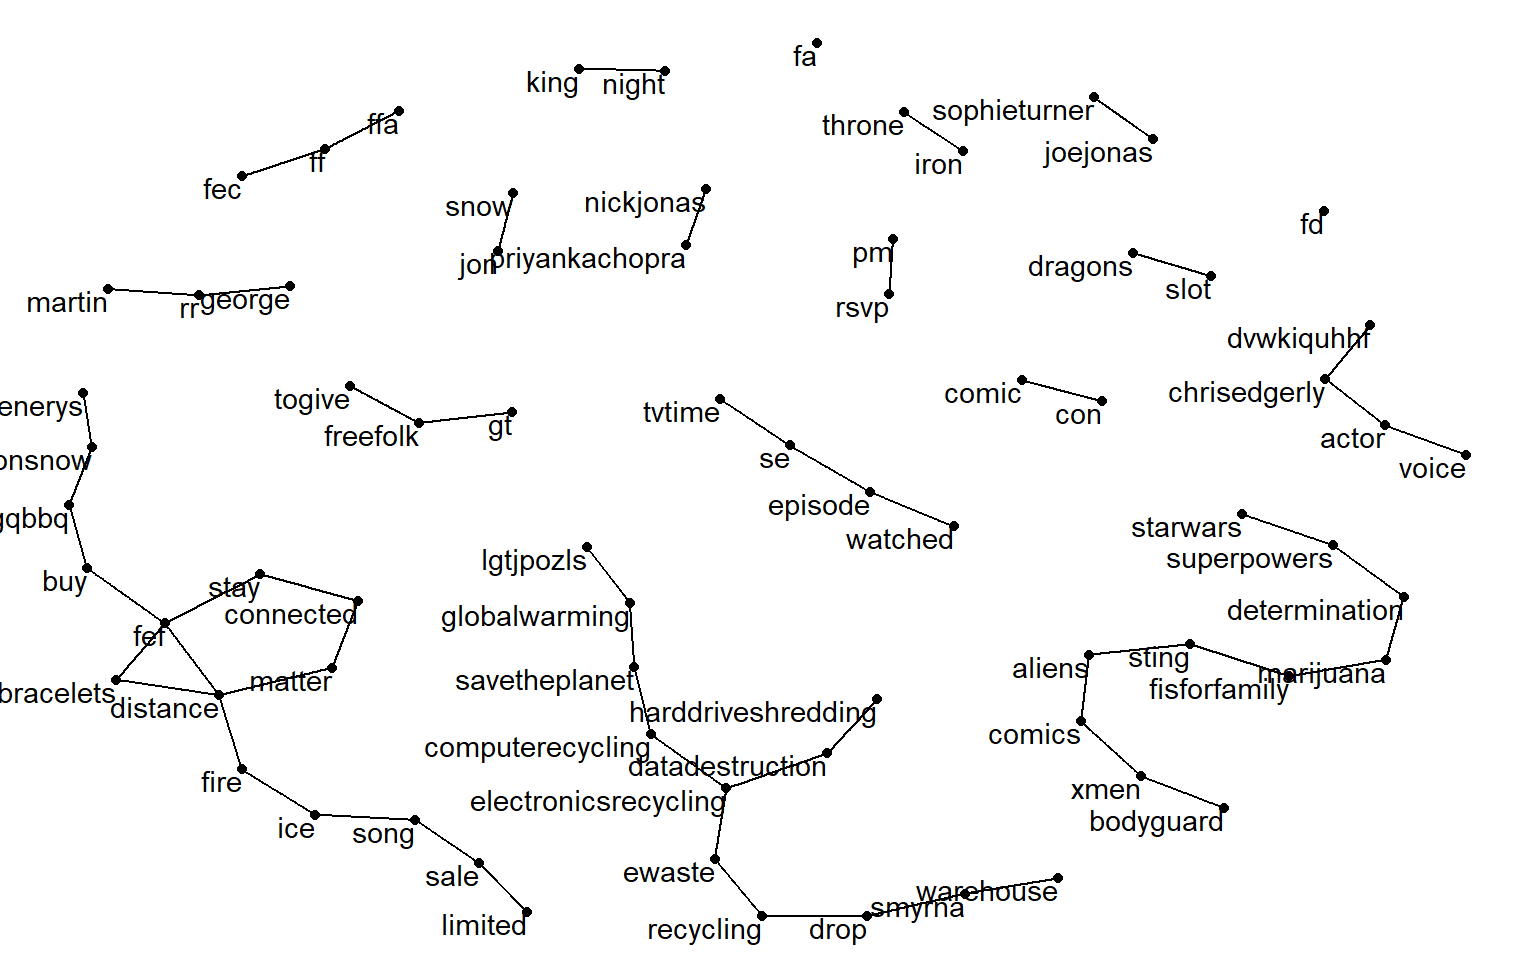 fa
king
night
ffa
ff
fec
throne
iron
sophieturner
joejonas
snow
jon
nickjonas
priyankachopra
fd
pm
rsvp
dragons
slot
martin
rr
george
dvwkiquhhf
chrisedgerly
actor
voice
enerys
onsnow
gqbbq
buy
togive
freefolk
gt
tvtime
se
episode
watched
comic
con
starwars
superpowers
determination
marijuana
fisforfamily
sting
aliens
comics
xmen
bodyguard
lgtjpozls
globalwarming
savetheplanet
computerecycling
harddriveshredding
datadestruction
electronicsrecycling
ewaste
recycling
drop
smyrna
warehouse
stay
connected
fef
matter
bracelets
distance
fire
ice
song
sale
limited